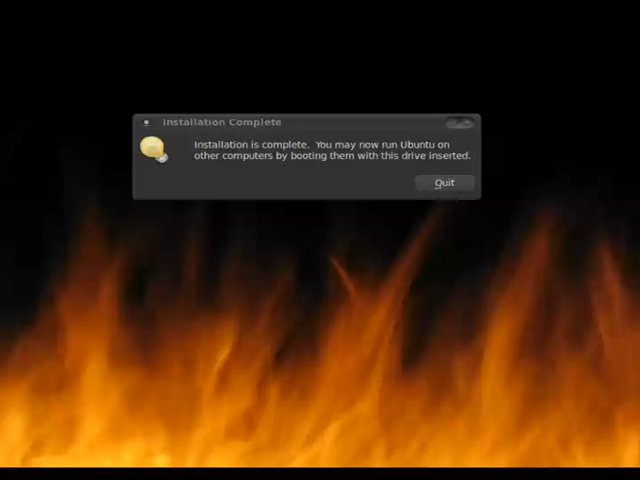 Installation Complete
Installation is complete.  You may now run Ubuntu on
other computers by booting them with this drive inserted.
Quit